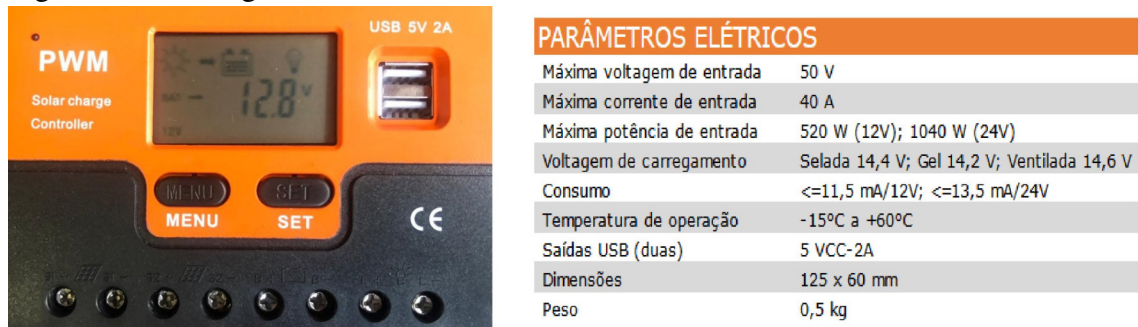 USB 5V 2A
PWM
Solar charge
Controller
BAT
12.8 V
12V
MENU
SET
MENU
SET
CE
PARÂMETROS ELÉTRICOS
Máxima voltagem de entrada 50 V
Máxima corrente de entrada 40 A
Máxima potência de entrada 520 W (12V); 1040 W (24V)
Voltagem de carregamento Selada 14,4 V; Gel 14,2 V; Ventilada 14,6 V
Consumo <=11,5 mA/12V; <=13,5 mA/24V
Temperatura de operação -15ºC a +60ºC
Saídas USB (duas) 5 VCC-2A
Dimensões 125 x 60 mm
Peso 0,5 kg